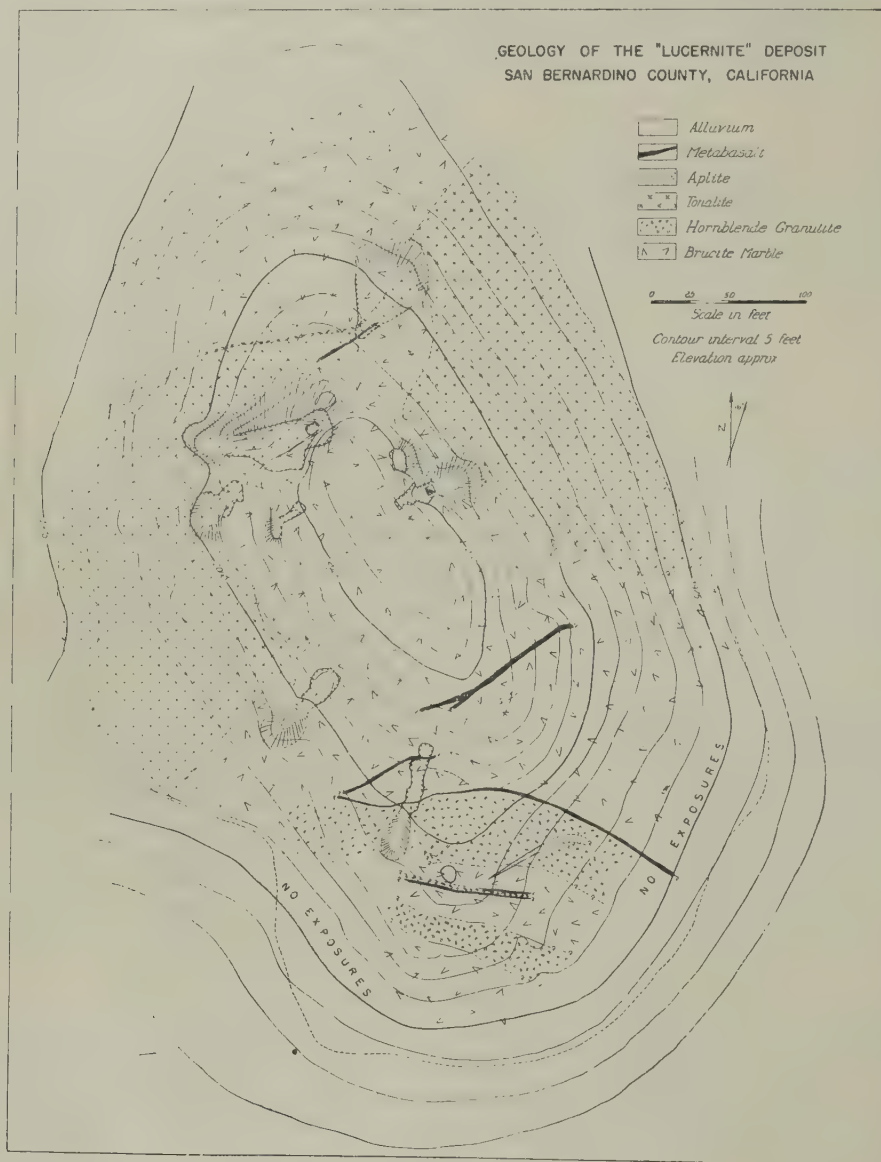 GEOLOGY OF THE "LUCERNITE" DEPOSIT
SAN BERNARDINO COUNTY, CALIFORNIA
Alluvium
Metabasalt
Aplite
Tonalite
Hornblende Granulite
Brucite Marble
0 25 50 100
Scale in feet
Contour interval 5 feet
Elevation approx
N
NO EXPOSURES
NO EXPOSURES